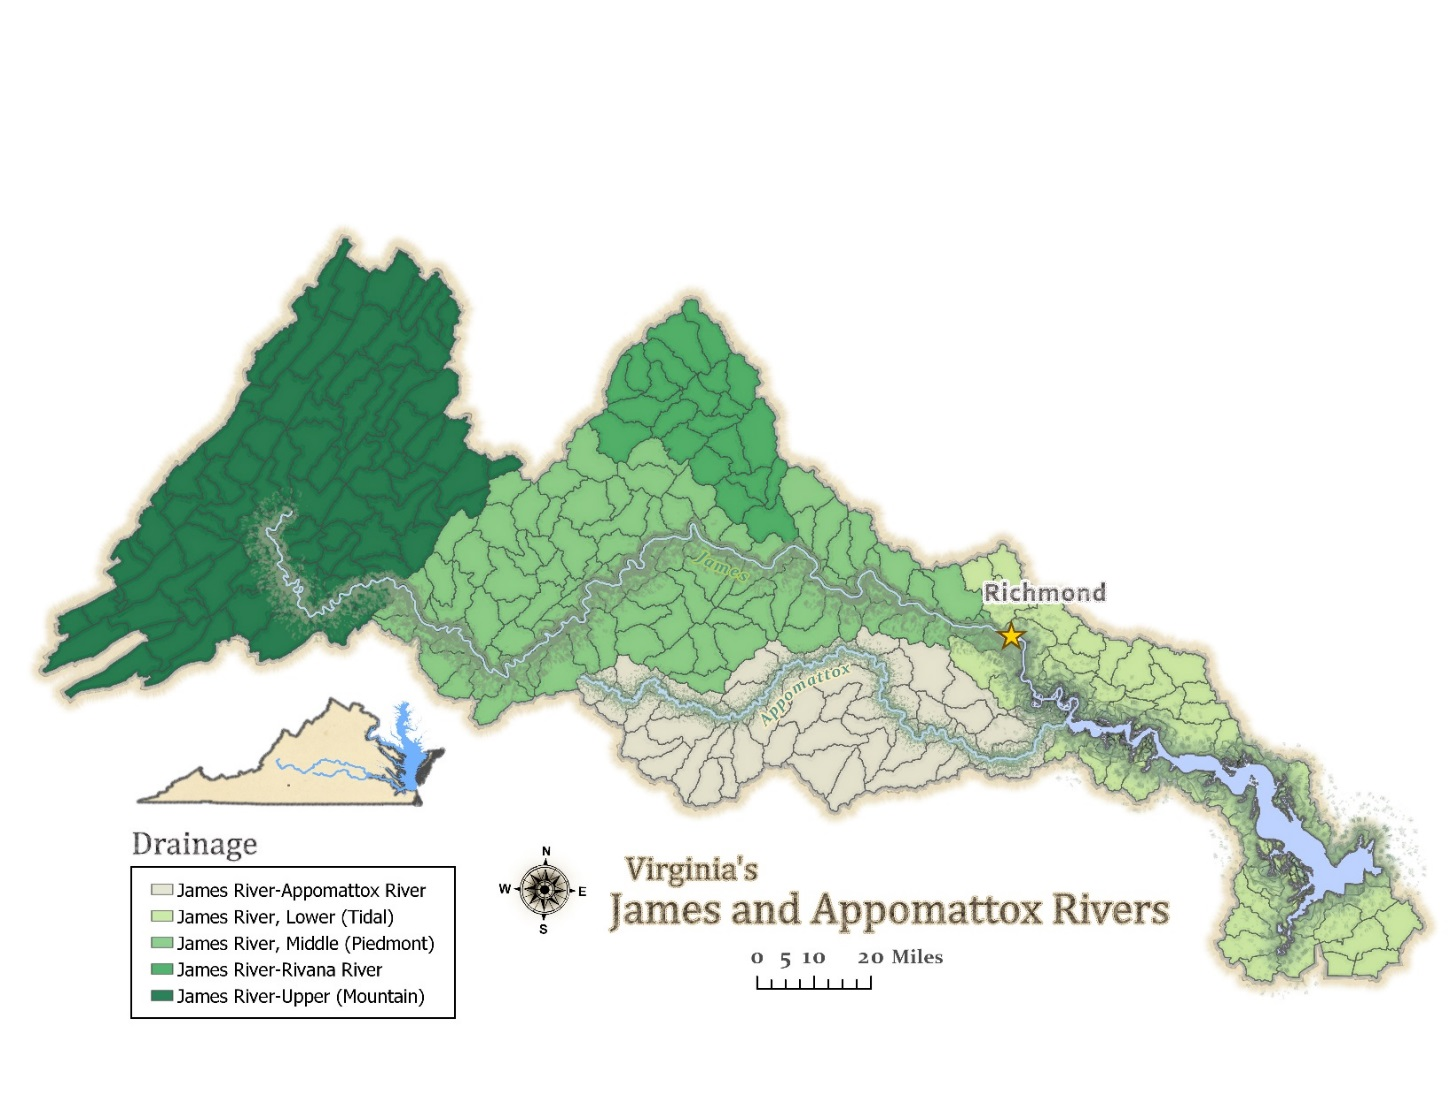 Richmond
James
Appomattox
Drainage
James River-Appomattox River
James River, Lower (Tidal)
James River, Middle (Piedmont)
James River-Rivana River
James River-Upper (Mountain)
N
W E
S
Virginia's
James and Appomattox Rivers
0 5 10 20 Miles